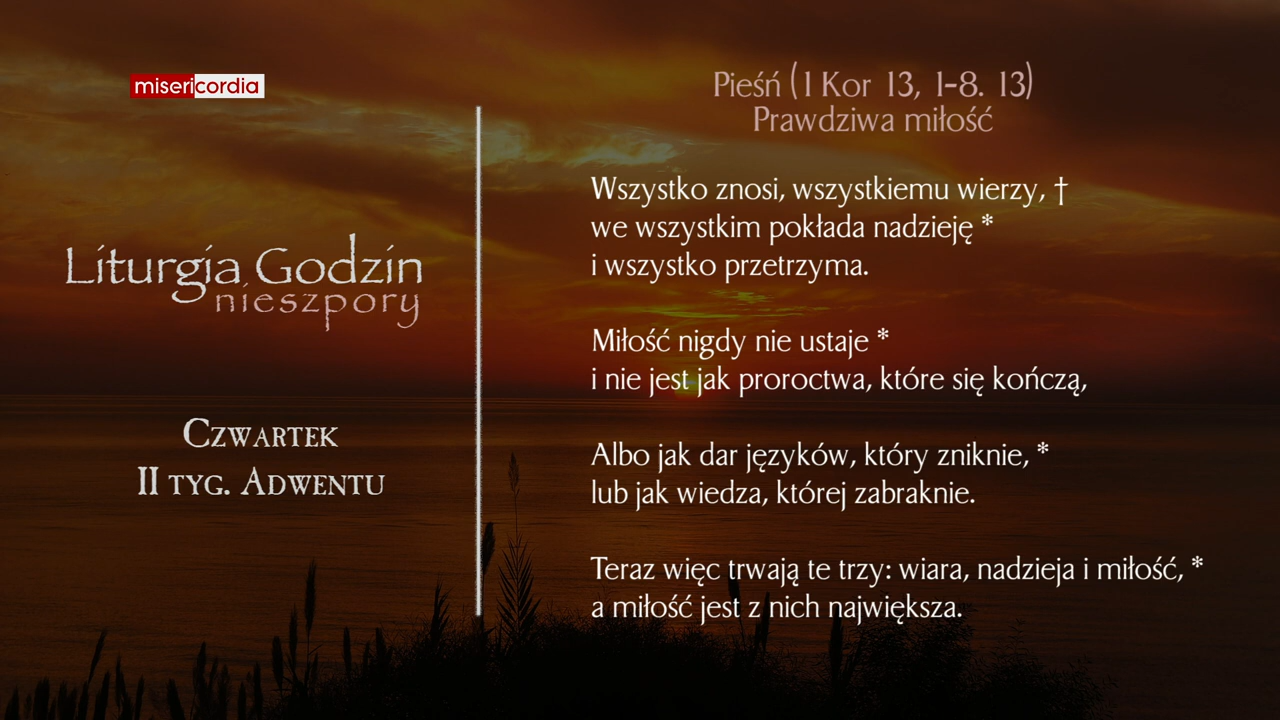 misericordia
Liturgia Godzin
nieszpory
Czwartek
II tyg. Adwentu
Pieśń (1 Kor 13, 1-8. 13)
Prawdziwa miłość
Wszystko znosi, wszystkiemu wierzy, †
we wszystkim pokłada nadzieję *
i wszystko przetrzyma.
Miłość nigdy nie ustaje *
i nie jest jak proroctwa, które się kończą,
Albo jak dar języków, który zniknie, *
lub jak wiedza, której zabraknie.
Teraz więc trwają te trzy: wiara, nadzieja i miłość, *
a miłość jest z nich największa.